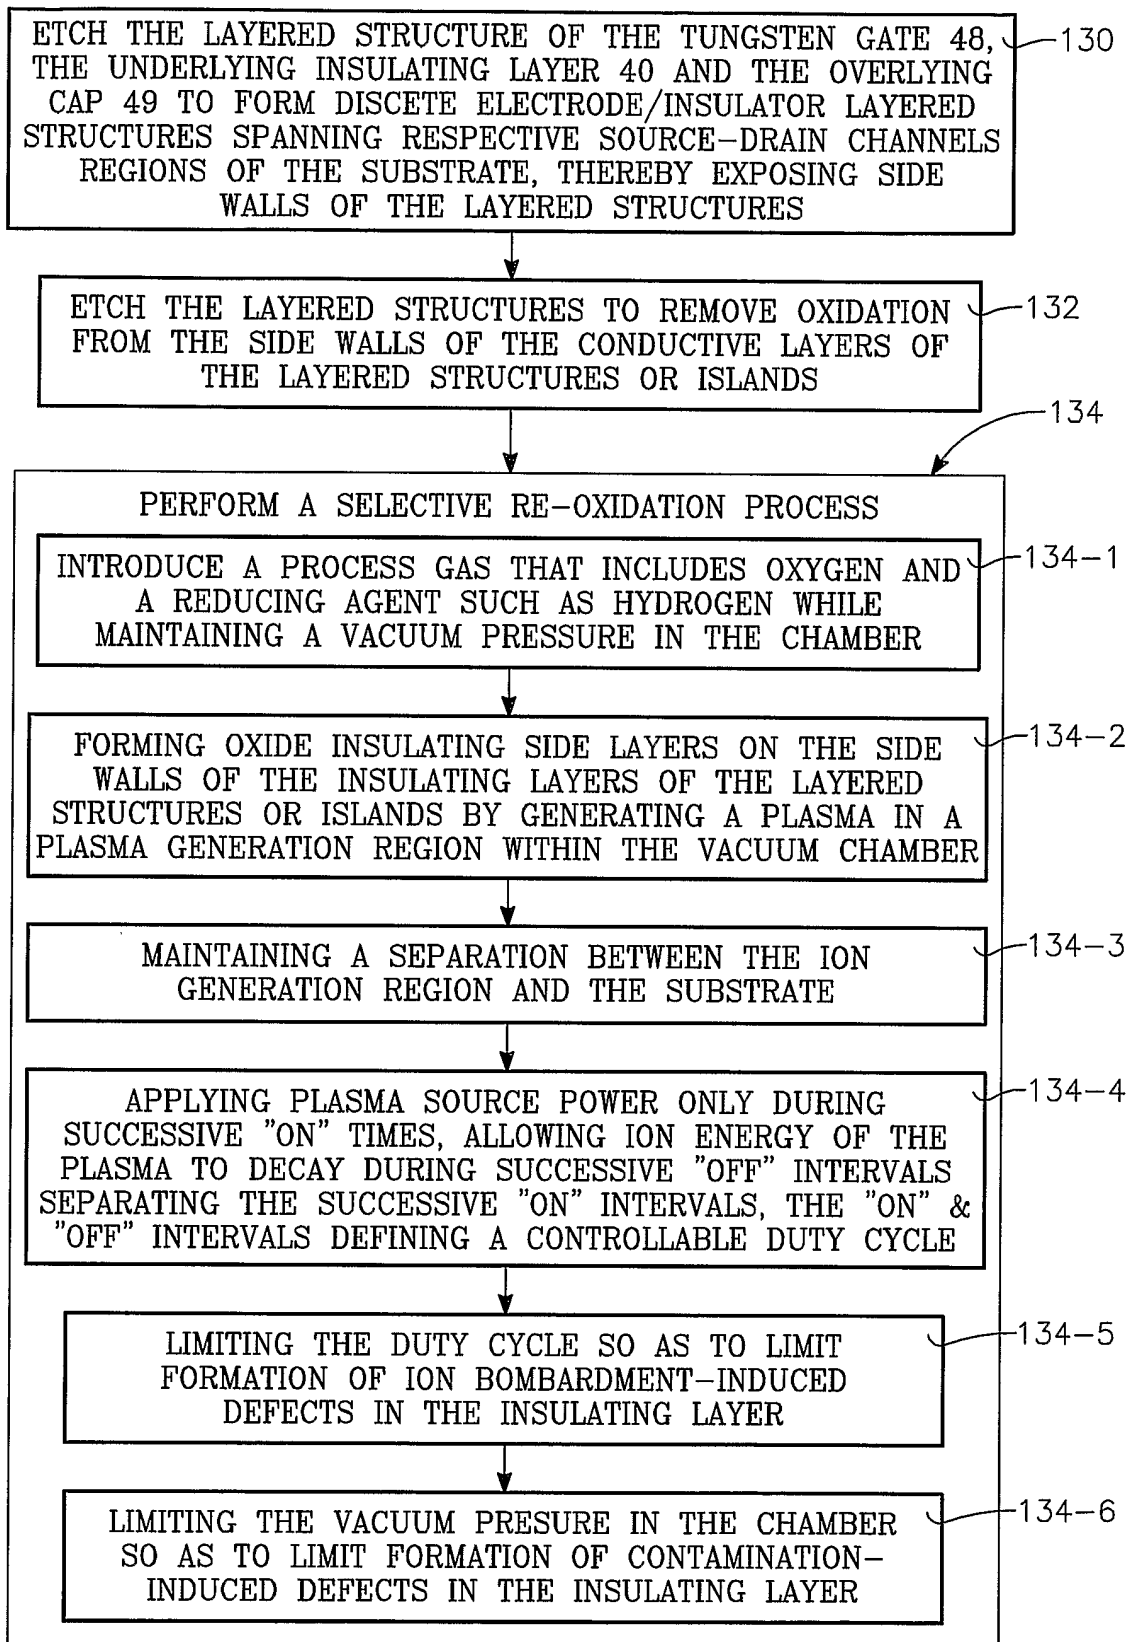 ETCH THE LAYERED STRUCTURE OF THE TUNGSTEN GATE 48,
THE UNDERLYING INSULATING LAYER 40 AND THE OVERLYING
CAP 49 TO FORM DISCETE ELECTRODE/INSULATOR LAYERED
STRUCTURES SPANNING RESPECTIVE SOURCE-DRAIN CHANNELS
REGIONS OF THE SUBSTRATE, THEREBY EXPOSING SIDE
WALLS OF THE LAYERED STRUCTURES
130
ETCH THE LAYERED STRUCTURES TO REMOVE OXIDATION
FROM THE SIDE WALLS OF THE CONDUCTIVE LAYERS OF
THE LAYERED STRUCTURES OR ISLANDS
132
134
PERFORM A SELECTIVE RE-OXIDATION PROCESS
INTRODUCE A PROCESS GAS THAT INCLUDES OXYGEN AND
A REDUCING AGENT SUCH AS HYDROGEN WHILE
MAINTAINING A VACUUM PRESSURE IN THE CHAMBER
134-1
FORMING OXIDE INSULATING SIDE LAYERS ON THE SIDE
WALLS OF THE INSULATING LAYERS OF THE LAYERED
STRUCTURES OR ISLANDS BY GENERATING A PLASMA IN A
PLASMA GENERATION REGION WITHIN THE VACUUM CHAMBER
134-2
MAINTAINING A SEPARATION BETWEEN THE ION
GENERATION REGION AND THE SUBSTRATE
134-3
APPLYING PLASMA SOURCE POWER ONLY DURING
SUCCESSIVE "ON" TIMES, ALLOWING ION ENERGY OF THE
PLASMA TO DECAY DURING SUCCESSIVE "OFF" INTERVALS
SEPARATING THE SUCCESSIVE "ON" INTERVALS, THE "ON" &
"OFF" INTERVALS DEFINING A CONTROLLABLE DUTY CYCLE
134-4
LIMITING THE DUTY CYCLE SO AS TO LIMIT
FORMATION OF ION BOMBARDMENT-INDUCED
DEFECTS IN THE INSULATING LAYER
134-5
LIMITING THE VACUUM PRESURE IN THE CHAMBER
SO AS TO LIMIT FORMATION OF CONTAMINATION-
INDUCED DEFECTS IN THE INSULATING LAYER
134-6